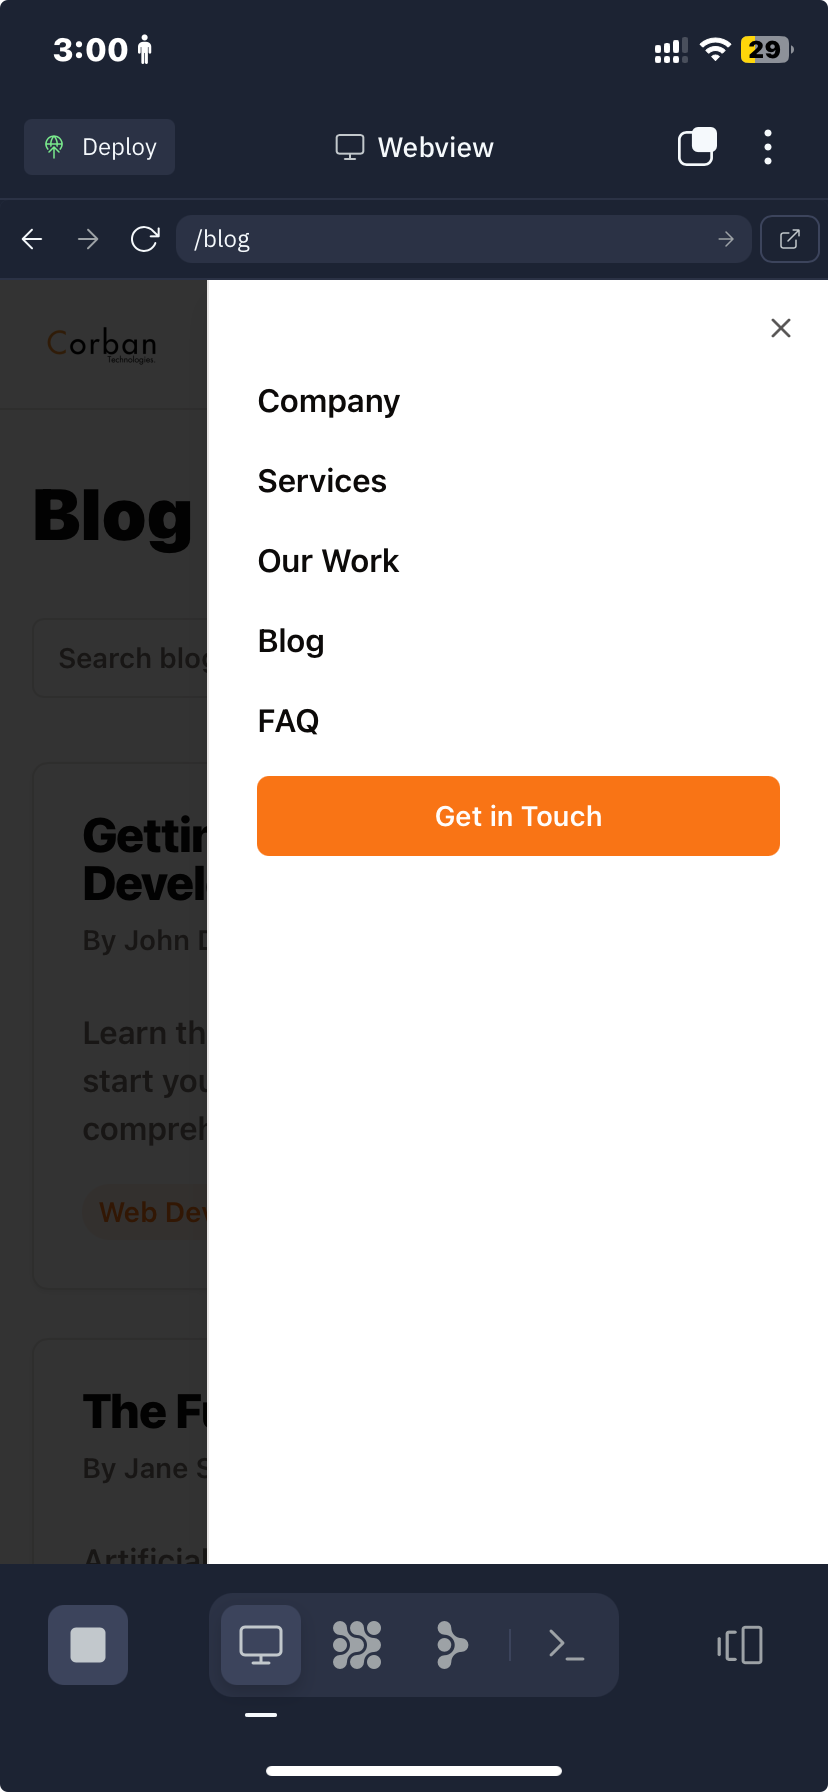 3:00
29
Deploy
Webview
/blog
Corban
Technologies
Company
Services
Our Work
Blog
FAQ
Get in Touch
Blog
Search blog
Gettin
Devel
By John D
Learn th
start you
compreh
Web Dev
The Fu
By Jane S
Artificial